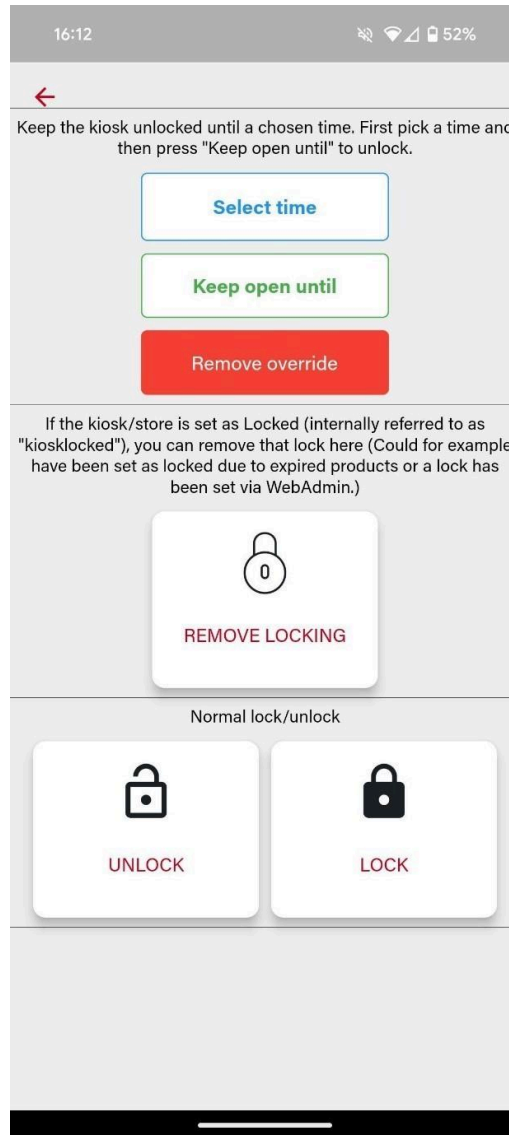 16:12
52%
Keep the kiosk unlocked until a chosen time. First pick a time and
then press "Keep open until" to unlock.
Select time
Keep open until
Remove override
If the kiosk/store is set as Locked (internally referred to as
"kiosklocked"), you can remove that lock here (Could for example
have been set as locked due to expired products or a lock has
been set via WebAdmin.)
REMOVE LOCKING
Normal lock/unlock
UNLOCK
LOCK